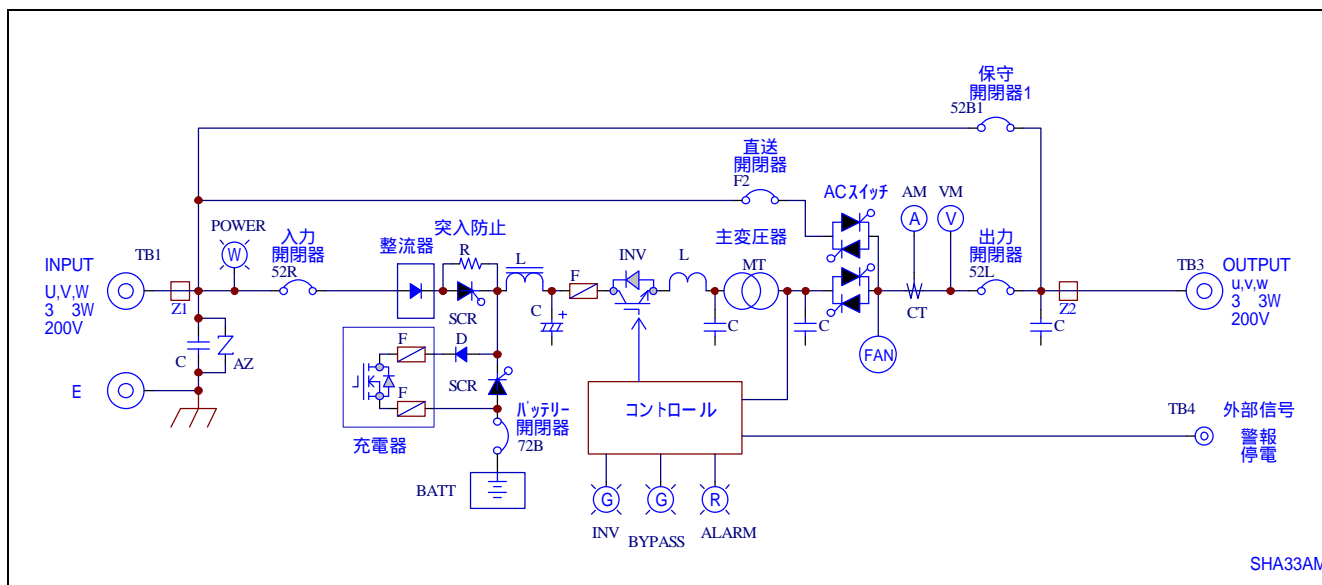 保守
開閉器1
52B1
直送
開閉器
F2
ACスイッチ
AM
VM
A
V
POWER
W
入力
開閉器
52R
整流器
突入防止
R
SCR
L
C
+
F
INV
L
主変圧器
MT
C
C
CT
出力
開閉器
52L
FAN
TB1
INPUT
U,V,W
3 3W
200V
Z1
C
AZ
E
Z2
C
TB3
OUTPUT
u,v,w
3 3W
200V
F
D
F
SCR
充電器
バッテリー
開閉器
72B
BATT
コントロール
G
G
R
INV
BYPASS
ALARM
TB4
外部信号
警報
停電
SHA33AM